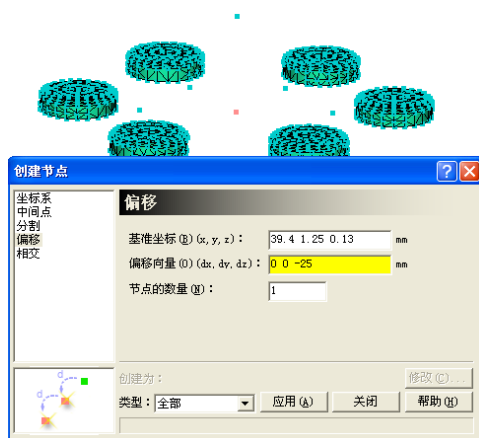 创建节点
坐标系
中间点
分割
偏移
相交
偏移
基准坐标(B)(x, y, z): 39.4 1.25 0.13 mm
偏移向量(O)(dx, dy, dz): 0 0 -25 mm
节点的数量(N): 1
创建为:
修改(C)...
类型: 全部
应用(A) 关闭 帮助(H)
d
d